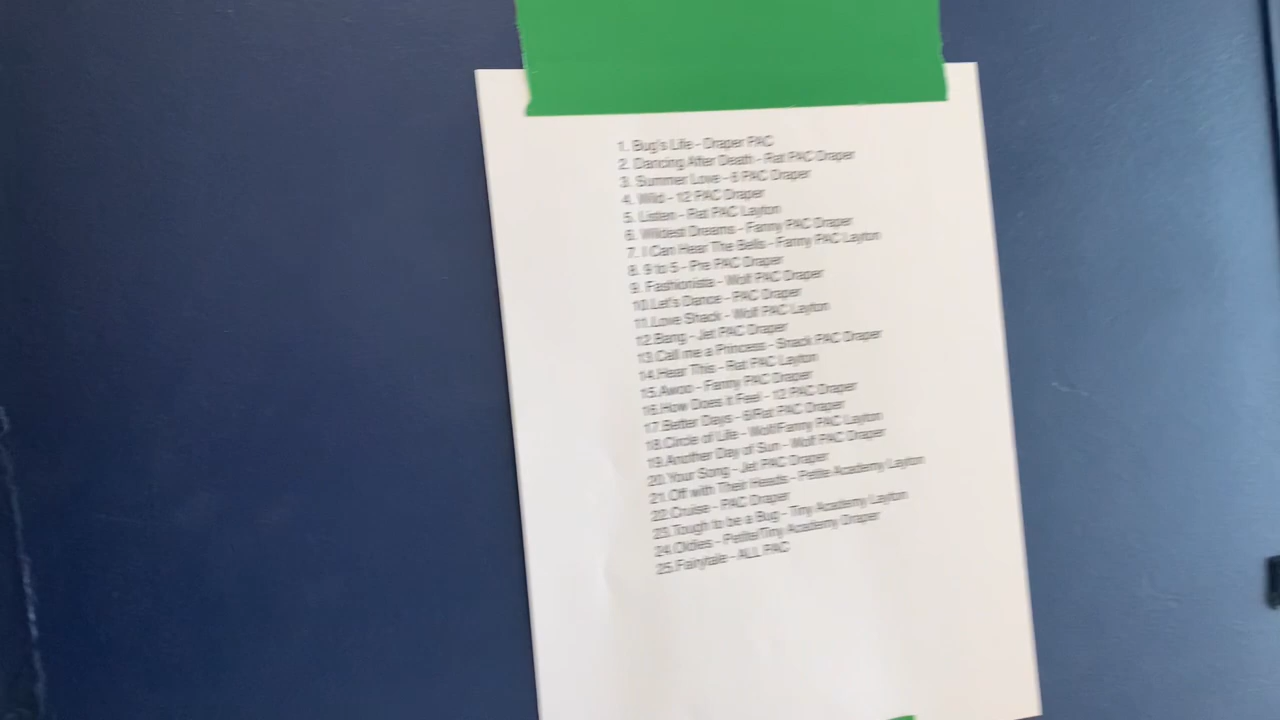 1. Bug's Life - Draper PAC
2. Dancing After Death - Rat PAC Draper
3. Summer Love - 6 PAC Draper
4. Wild - 12 PAC Draper
5. Listen - Rat PAC Layton
6. Wildest Dreams - Fanny PAC Draper
7. I Can Hear The Bells - Fanny PAC Layton
8. 9 to 5 - Pre PAC Draper
9. Fashionista - Wolf PAC Draper
10.Let's Dance - PAC Draper
11.Love Shack - Wolf PAC Layton
12.Bang - Jet PAC Draper
13.Call me a Princess - Snack PAC Draper
14.Hear This - Rat PAC Layton
15.Awoo - Fanny PAC Draper
16.How Does it Feel - 12 PAC Draper
17.Better Days - 6/Rat PAC Draper
18.Circle of Life - Wolf/Fanny PAC Layton
19.Another Day of Sun - Wolf PAC Draper
20.Your Song - Jet PAC Draper
21.Off with Their Heads - Petite Academy Layton
22.Cruise - PAC Draper
23.Tough to be a Bug - Tiny Academy Layton
24.Oldies - Petite/Tiny Academy Draper
25.Fairytale - ALL PAC